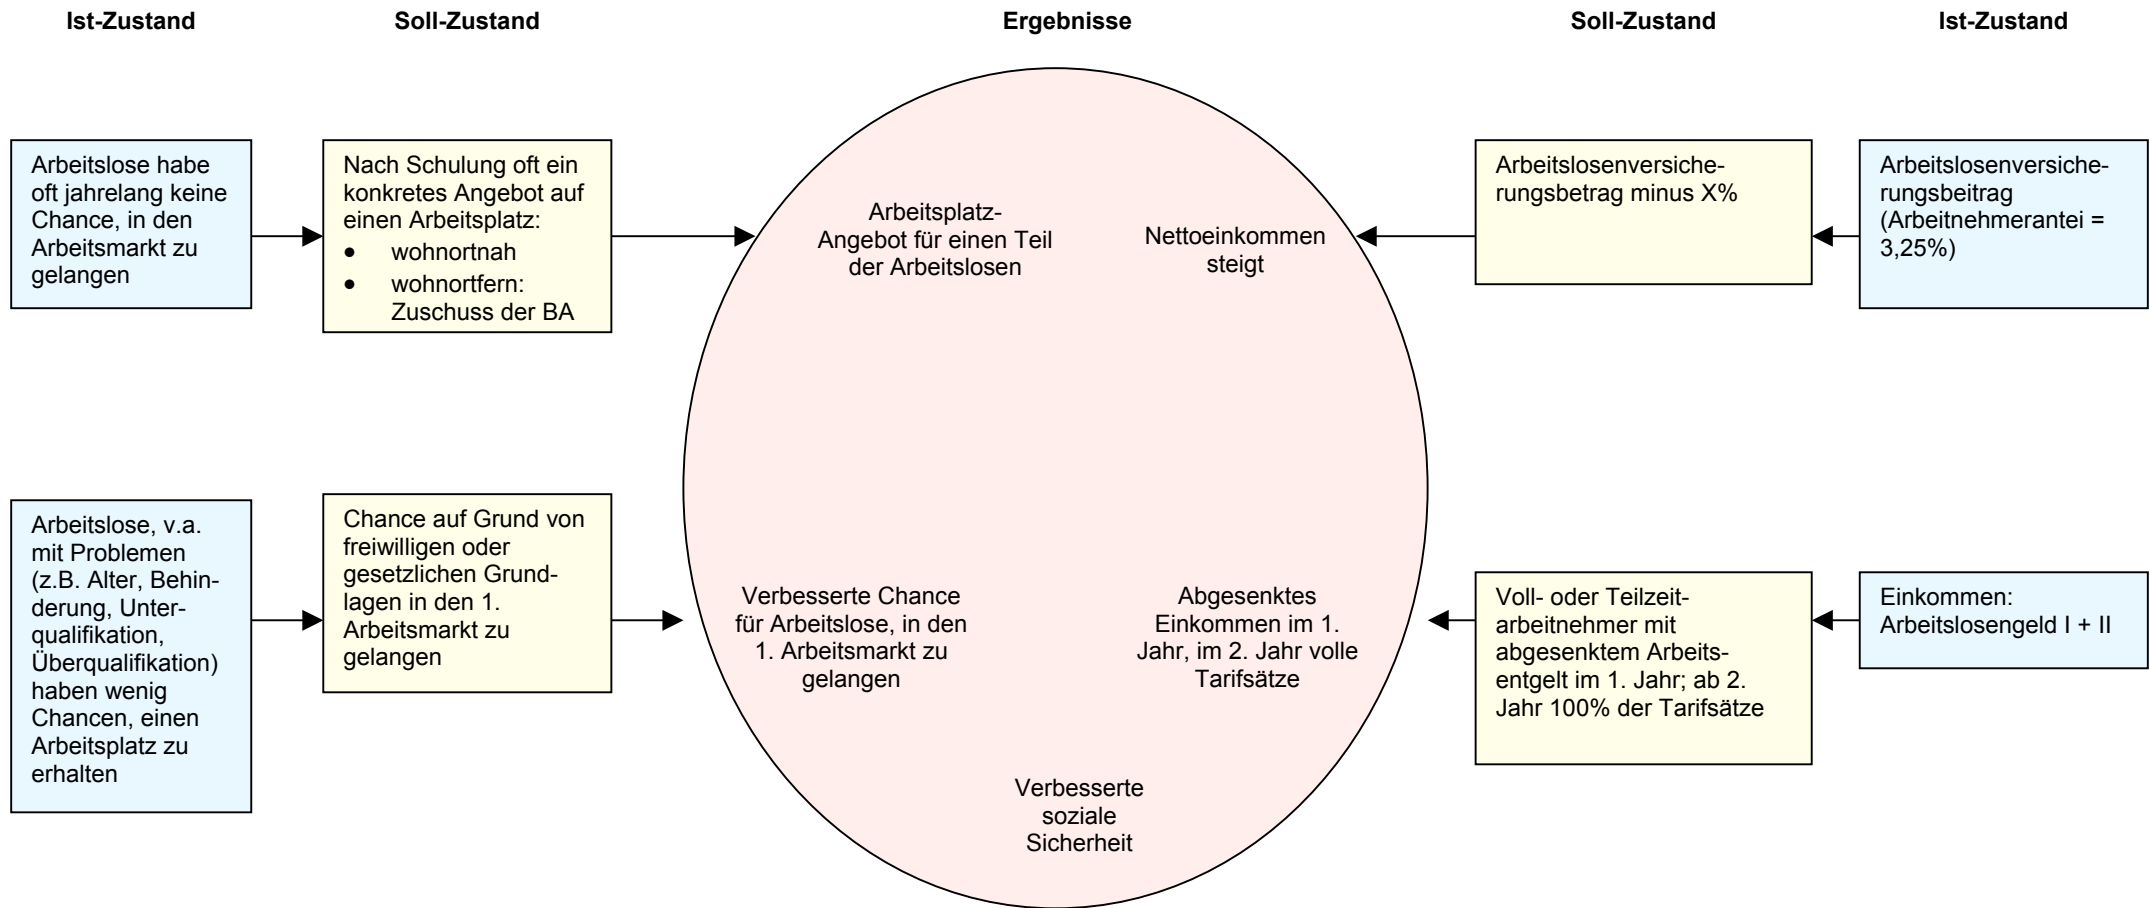 Ist-Zustand
Soll-Zustand
Ergebnisse
Soll-Zustand
Ist-Zustand
Arbeitslose habe
oft jahrelang keine
Chance, in den
Arbeitsmarkt zu
gelangen
Nach Schulung oft ein
konkretes Angebot auf
einen Arbeitsplatz:
• wohnortnah
• wohnortfern:
Zuschuss der BA
Arbeitsplatz-
Angebot für einen Teil
der Arbeitslosen
Nettoeinkommen
steigt
Arbeitslosenversiche-
rungsbetrag minus X%
Arbeitslosenversiche-
rungsbeitrag
(Arbeitnehmerantei =
3,25%)
Arbeitslose, v.a.
mit Problemen
(z.B. Alter, Behin-
derung, Unter-
qualifikation,
Überqualifikation)
haben wenig
Chancen, einen
Arbeitsplatz zu
erhalten
Chance auf Grund von
freiwilligen oder
gesetzlichen Grund-
lagen in den 1.
Arbeitsmarkt zu
gelangen
Verbesserte Chance
für Arbeitslose, in den
1. Arbeitsmarkt zu
gelangen
Abgesenktes
Einkommen im 1.
Jahr, im 2. Jahr volle
Tarifsätze
Voll- oder Teilzeit-
arbeitnehmer mit
abgesenktem Arbeits-
entgelt im 1. Jahr; ab 2.
Jahr 100% der Tarifsätze
Einkommen:
Arbeitslosengeld I + II
Verbesserte
soziale
Sicherheit